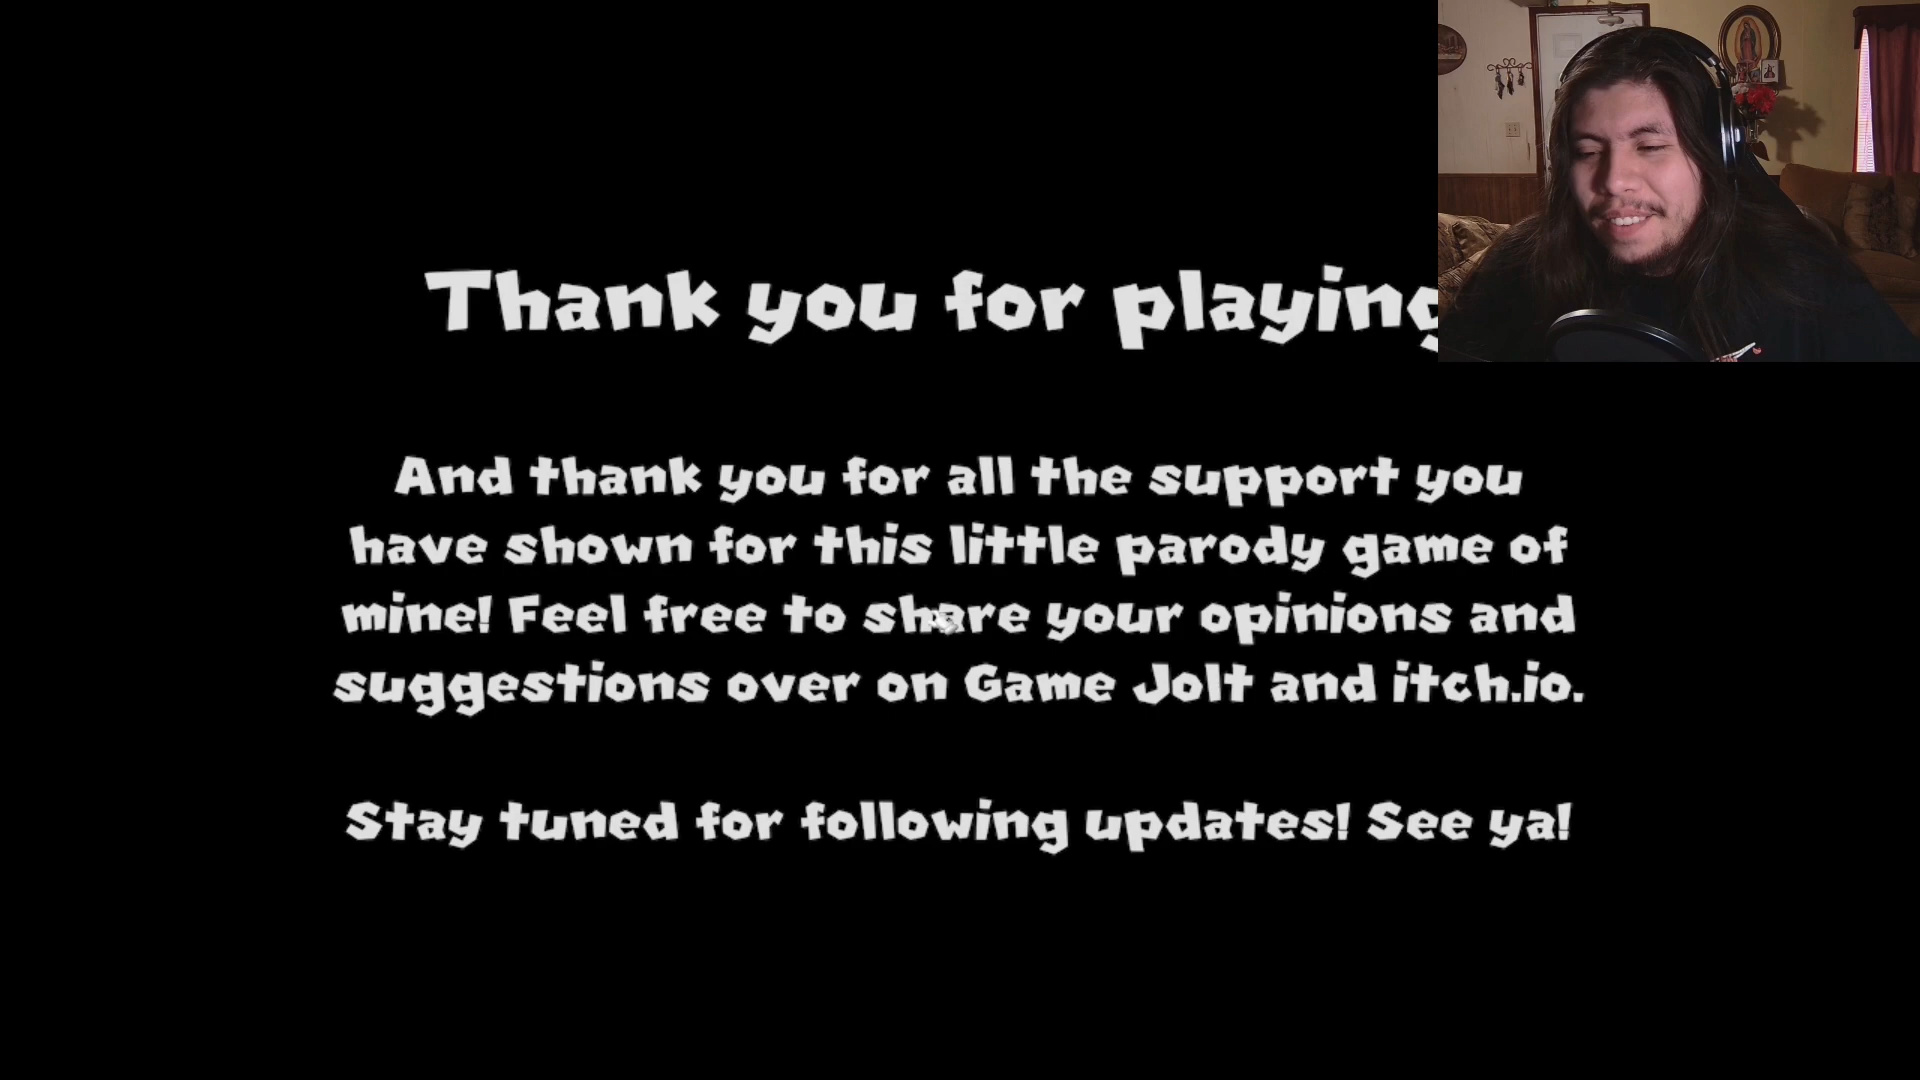 Thank you for playing
And thank you for all the support you
have shown for this little parody game of
mine! Feel free to share your opinions and
suggestions over on Game Jolt and itch.io.
Stay tuned for following updates! See ya!